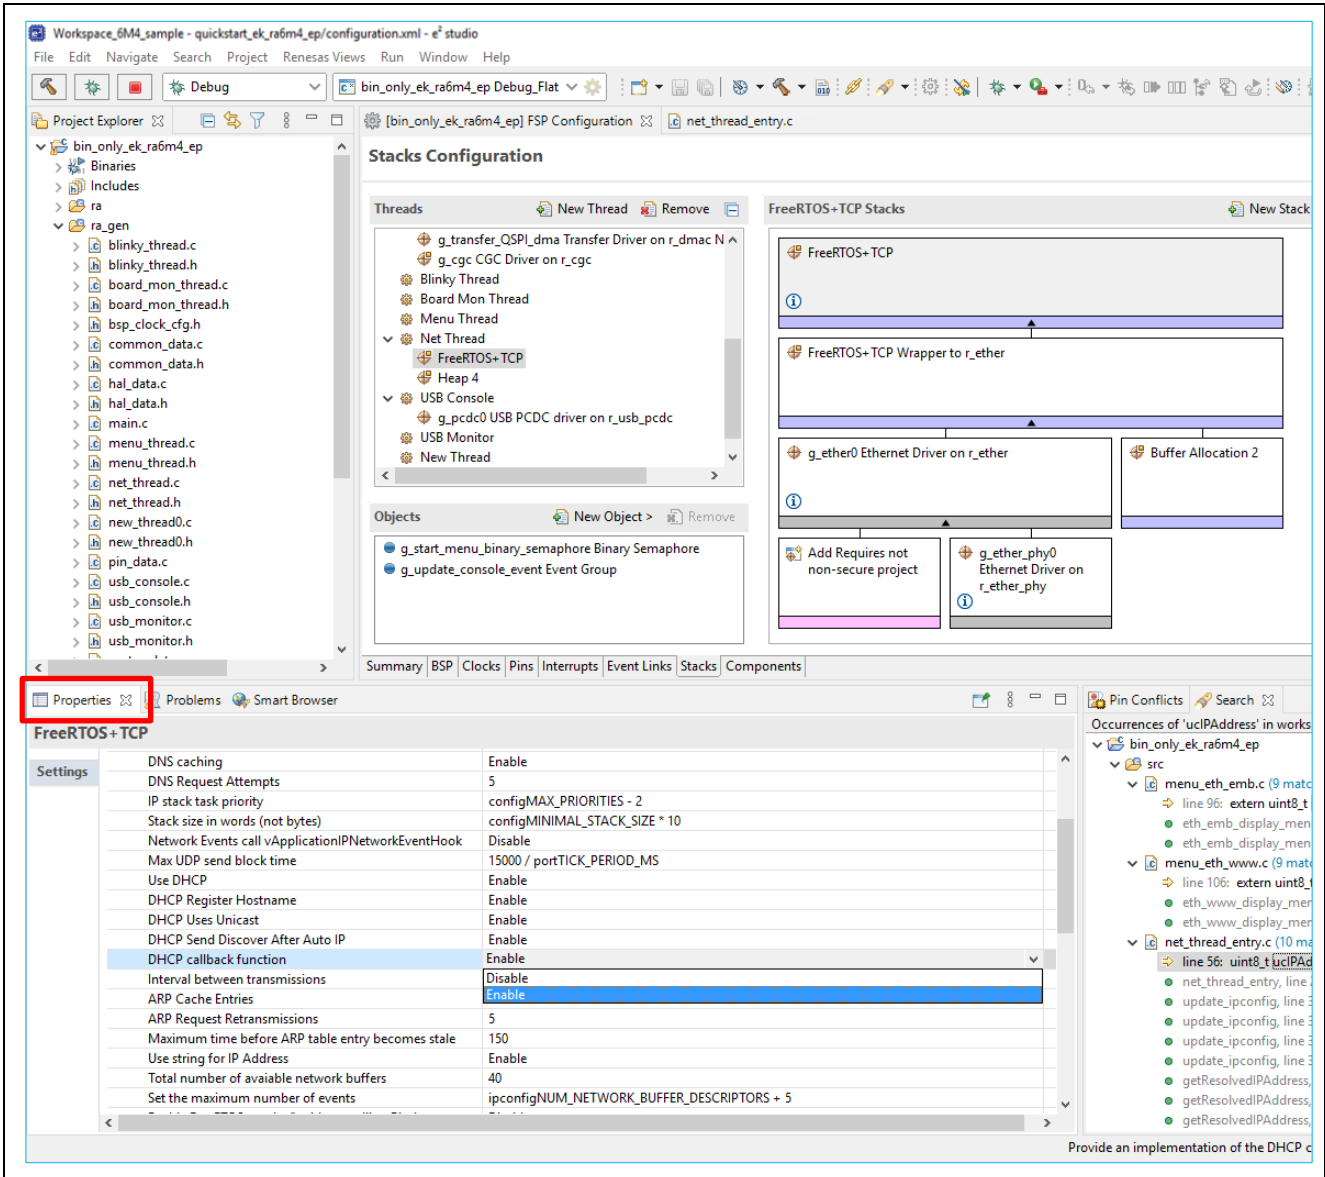 Workspace_6M4_sample - quickstart_ek_ra6m4_ep/configuration.xml - e² studio
File Edit Navigate Search Project Renesas Views Run Window Help
Debug bin_only_ek_ra6m4_ep Debug_Flat
Project Explorer
bin_only_ek_ra6m4_ep
Binaries
Includes
ra
ra_gen
blinky_thread.c
blinky_thread.h
board_mon_thread.c
board_mon_thread.h
bsp_clock_cfg.h
common_data.c
common_data.h
hal_data.c
hal_data.h
main.c
menu_thread.c
menu_thread.h
net_thread.c
net_thread.h
new_thread0.c
new_thread0.h
pin_data.c
usb_console.c
usb_console.h
usb_monitor.c
usb_monitor.h
[bin_only_ek_ra6m4_ep] FSP Configuration net_thread_entry.c
Stacks Configuration
Threads New Thread Remove
g_transfer_QSPI_dma Transfer Driver on r_dmac N
g_cgc CGC Driver on r_cgc
Blinky Thread
Board Mon Thread
Menu Thread
Net Thread
FreeRTOS+TCP
Heap 4
USB Console
g_pcdc0 USB PCDC driver on r_usb_pcdc
USB Monitor
New Thread
Objects New Object > Remove
g_start_menu_binary_semaphore Binary Semaphore
g_update_console_event Event Group
FreeRTOS+TCP Stacks New Stack
FreeRTOS+TCP
FreeRTOS+TCP Wrapper to r_ether
g_ether0 Ethernet Driver on r_ether
Buffer Allocation 2
Add Requires not
non-secure project
g_ether_phy0
Ethernet Driver on
r_ether_phy
Summary BSP Clocks Pins Interrupts Event Links Stacks Components
Properties Problems Smart Browser
FreeRTOS+TCP
Settings
DNS caching Enable
DNS Request Attempts 5
IP stack task priority configMAX_PRIORITIES - 2
Stack size in words (not bytes) configMINIMAL_STACK_SIZE * 10
Network Events call vApplicationIPNetworkEventHook Disable
Max UDP send block time 15000 / portTICK_PERIOD_MS
Use DHCP Enable
DHCP Register Hostname Enable
DHCP Uses Unicast Enable
DHCP Send Discover After Auto IP Enable
DHCP callback function Enable
Interval between transmissions Disable
ARP Cache Entries Enable
ARP Request Retransmissions 5
Maximum time before ARP table entry becomes stale 150
Use string for IP Address Enable
Total number of avaiable network buffers 40
Set the maximum number of events ipconfigNUM_NETWORK_BUFFER_DESCRIPTORS + 5
Pin Conflicts Search
Occurrences of 'ucIPAddress' in works
bin_only_ek_ra6m4_ep
src
menu_eth_emb.c (9 matc
line 96: extern uint8_t
eth_emb_display_men
eth_emb_display_men
menu_eth_www.c (9 mato
line 106: extern uint8_t
eth_www_display_mer
eth_www_display_mer
net_thread_entry.c (10 ma
line 56: uint8_t ucIPAd
net_thread_entry, line
update_ipconfig, line 3
update_ipconfig, line 3
update_ipconfig, line 3
update_ipconfig, line 3
getResolvedIPAddress,
getResolvedIPAddress,
getResolvedIPAddress,
Provide an implementation of the DHCP c